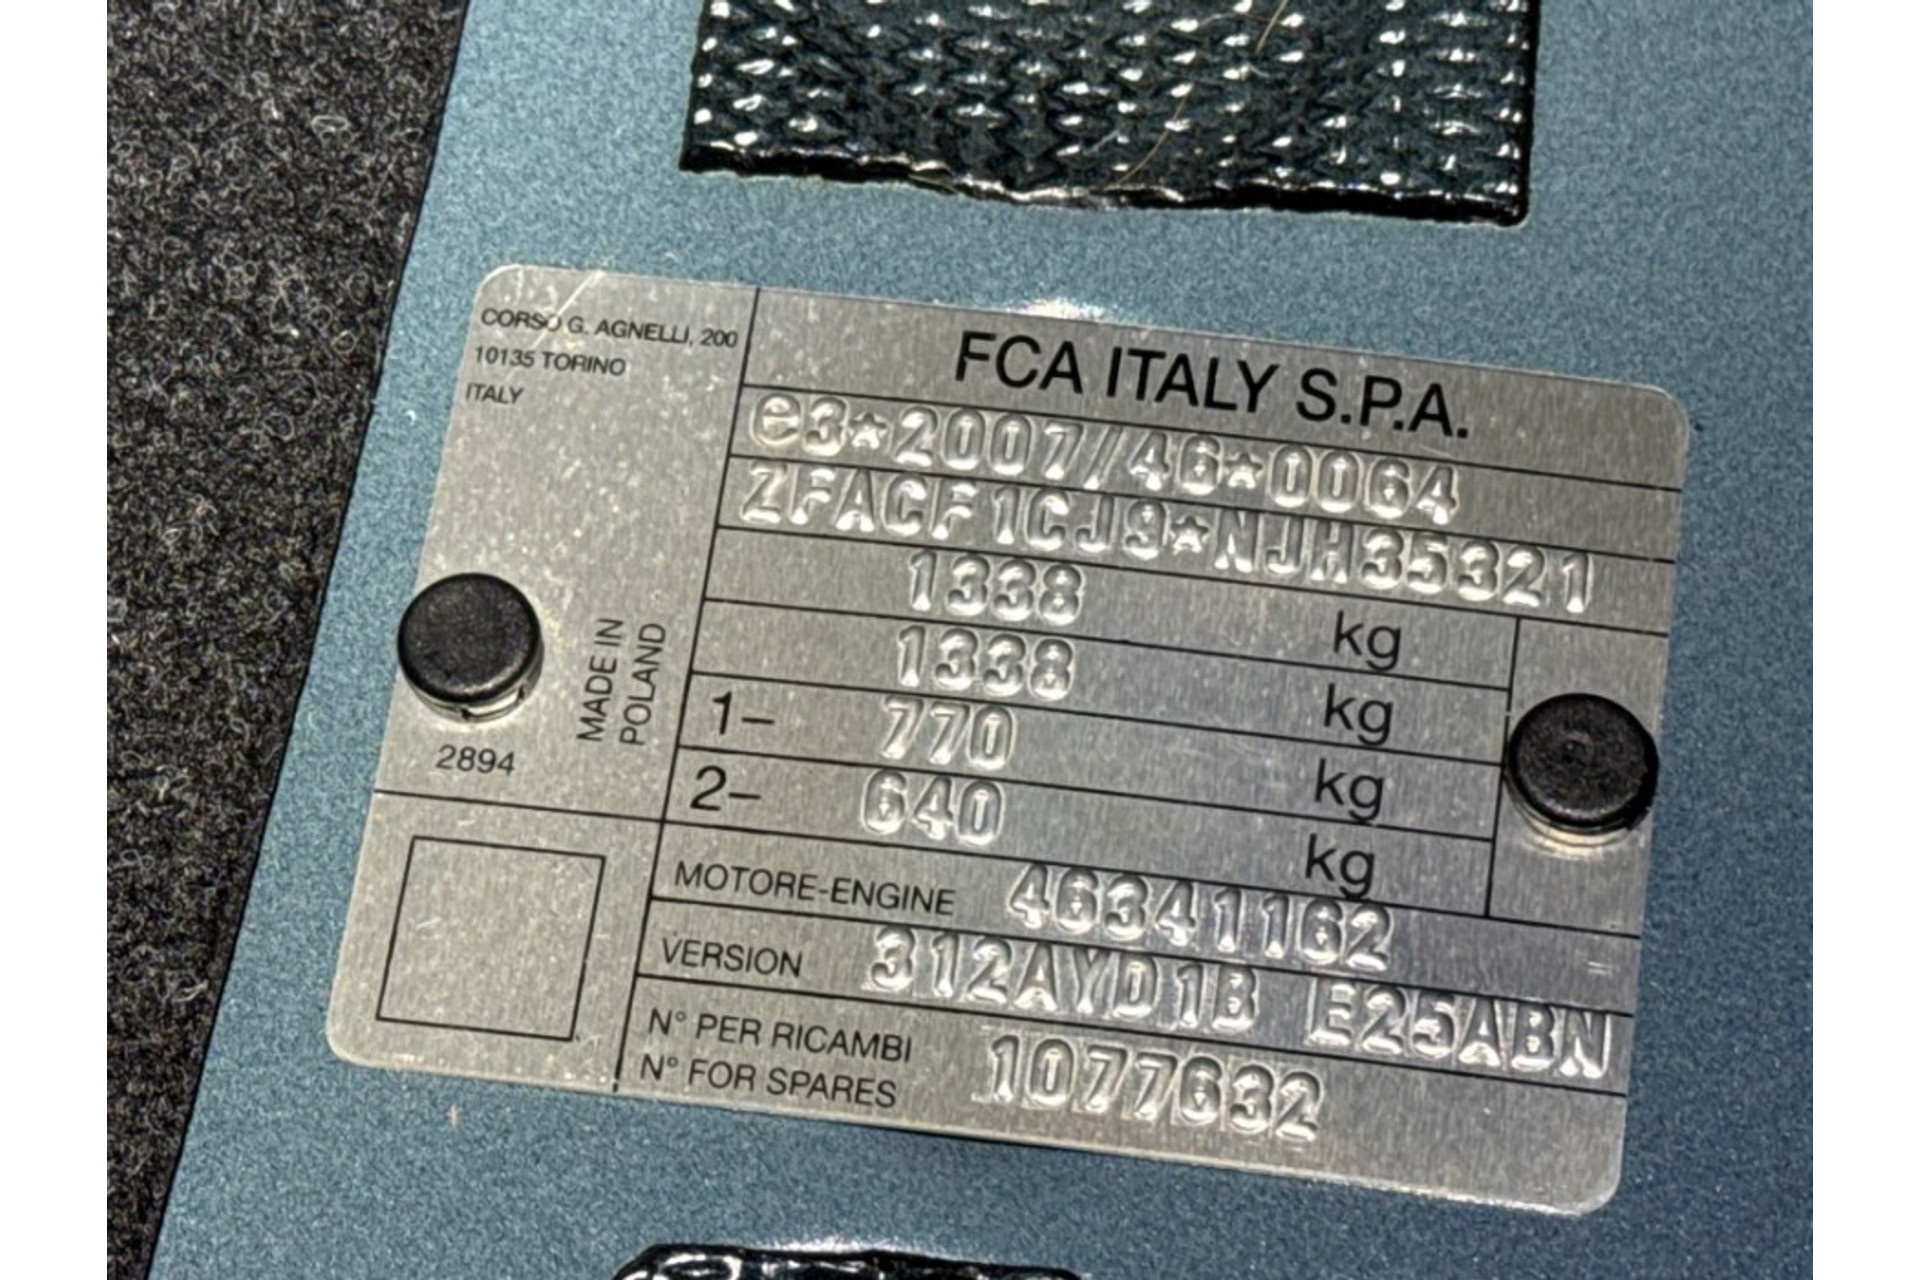 CORSO G. AGNELLI, 200
10135 TORINO
ITALY
FCA ITALY S.P.A.
e3*2007/46*0064
ZFACF1CJ9*NJH35321
1338 kg
1338 kg
1- 770 kg
2- 640 kg
MADE IN
POLAND
2894
MOTORE-ENGINE 46341162
VERSION 312AYD1B E25ABN
N° PER RICAMBI
N° FOR SPARES 1077632